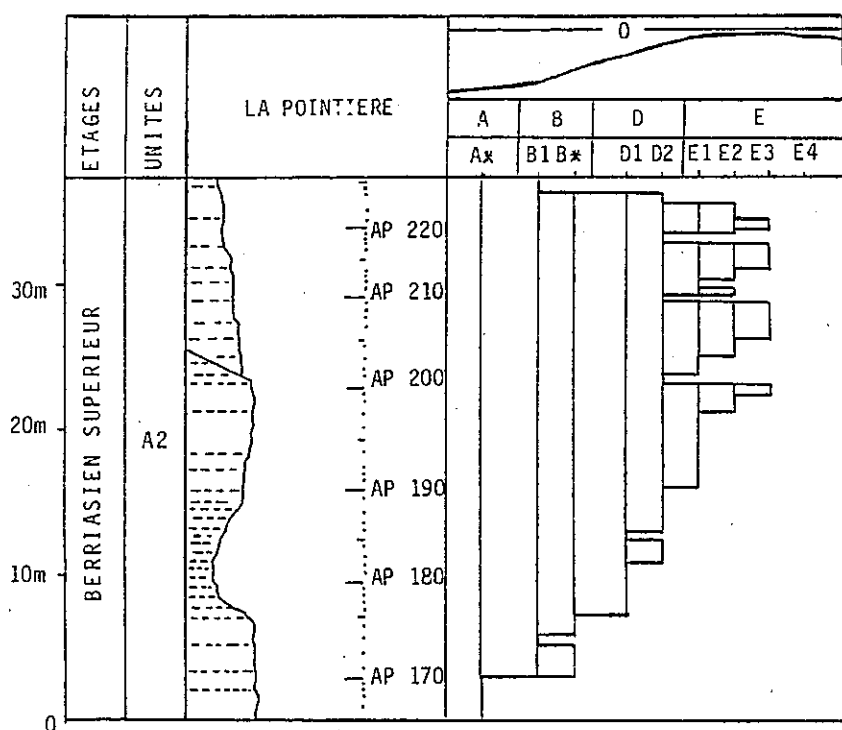 0
A B D E
ETAGES UNITES LA POINTIERE
A* B1 B* D1 D2 E1 E2 E3 E4
AP 220
30m AP 210
BERRIASIEN SUPERIEUR
AP 200
20m A2
AP 190
10m AP 180
AP 170
0